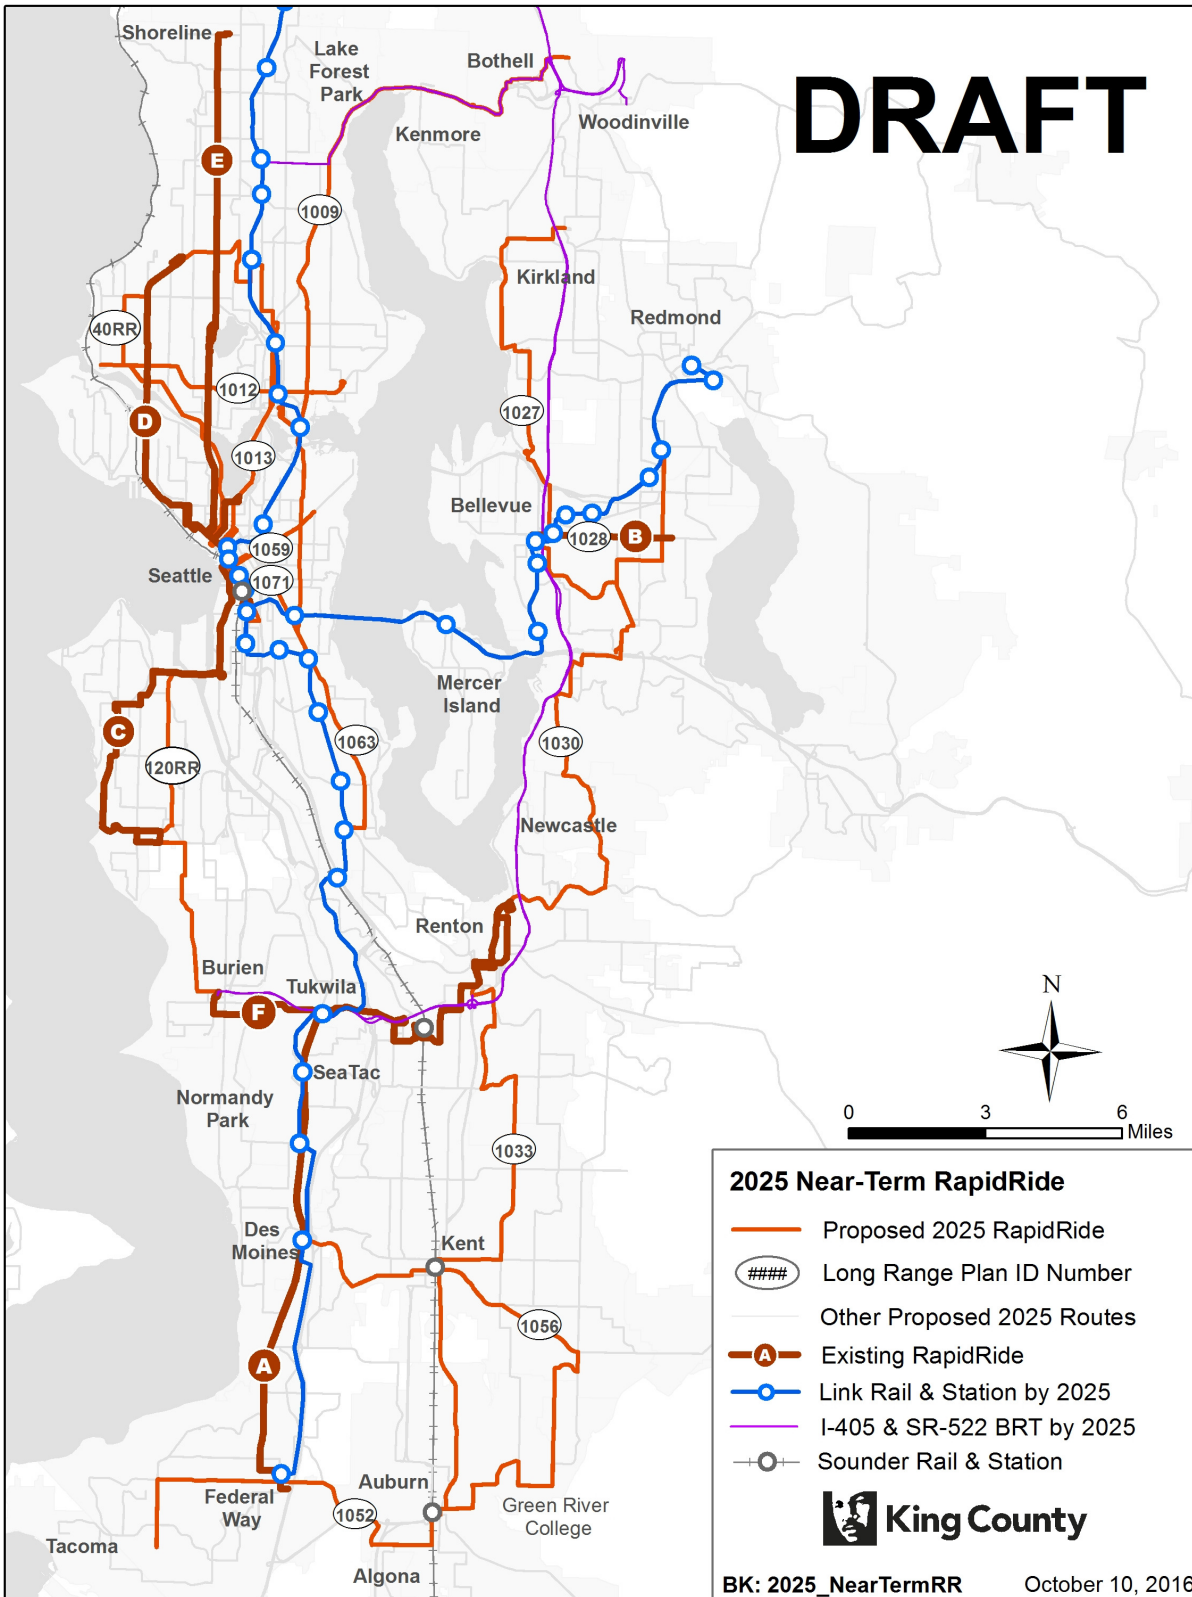 Shoreline
Lake
Forest
Park
Bothell
DRAFT
Woodinville
Kenmore
E
1009
Kirkland
Redmond
40RR
1012
D
1027
1013
Bellevue
1028
B
1059
Seattle
1071
Mercer
Island
C
1063
1030
120RR
Newcastle
Renton
Burien
Tukwila
F
N
SeaTac
Normandy
Park
0
3
6
Miles
1033
Des
Moines
Kent
1056
A
Auburn
Federal
Way
1052
Green River
College
Tacoma
Algona
2025 Near-Term RapidRide
Proposed 2025 RapidRide
#### Long Range Plan ID Number
Other Proposed 2025 Routes
A Existing RapidRide
Link Rail & Station by 2025
I-405 & SR-522 BRT by 2025
Sounder Rail & Station
King County
BK: 2025_NearTermRR October 10, 2016